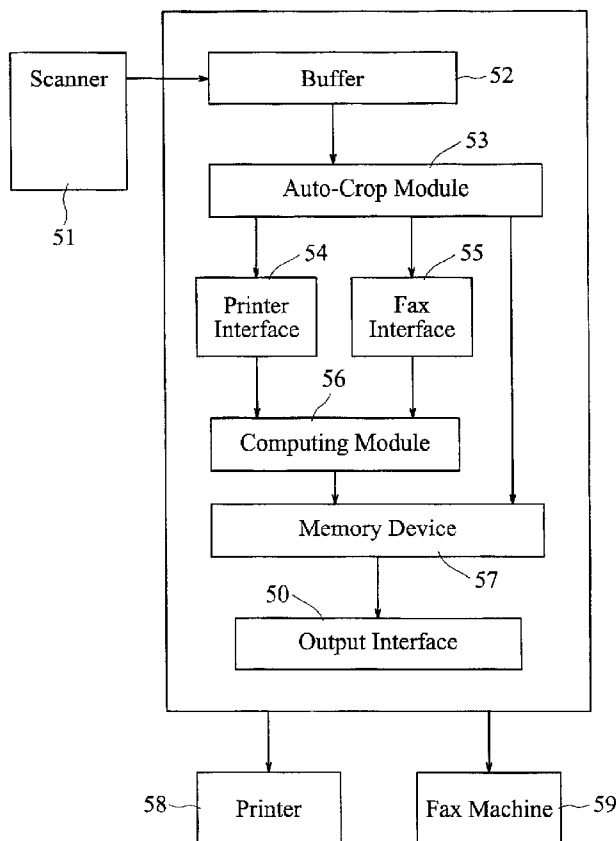 Scanner
Buffer
52
53
Auto-Crop Module
51
54
55
Printer
Interface
Fax
Interface
56
Computing Module
Memory Device
57
50
Output Interface
58
Printer
Fax Machine
59